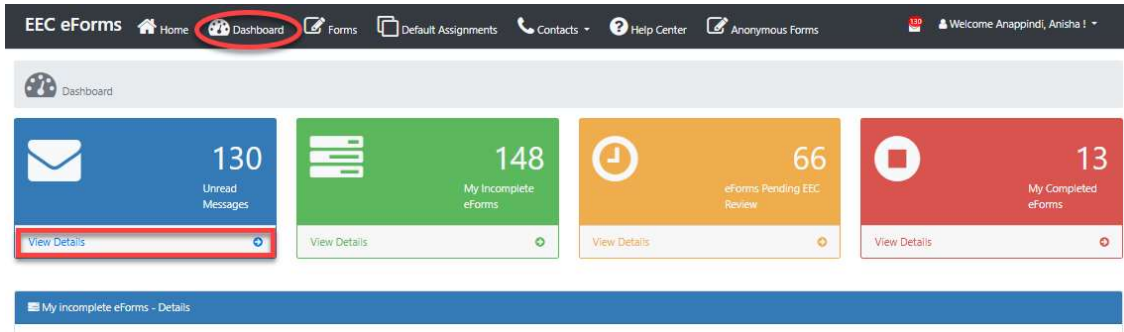 EEC eForms Home Dashboard Forms Default Assignments Contacts Help Center Anonymous Forms 130 Welcome Anappindi, Anisha !
Dashboard
130
Unread
Messages
View Details
148
My Incomplete
eForms
View Details
66
eForms Pending EEC
Review
View Details
13
My Completed
eForms
View Details
My incomplete eForms - Details